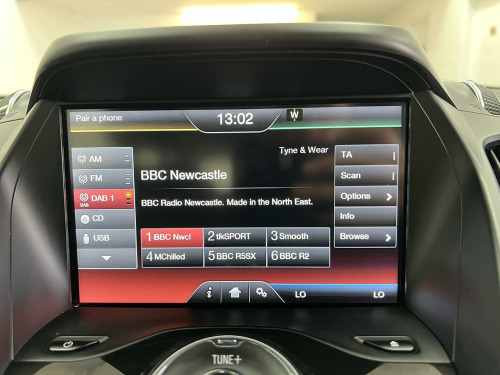 Pair a phone
13:02
W
Tyne & Wear
AM
FM
DAB 1
DAB
CD
USB
BBC Newcastle
BBC Radio Newcastle. Made in the North East.
TA
Scan
Options
Info
Browse
1 BBC Nwcl
2 tlkSPORT
3 Smooth
4 MChilled
5 BBC R5SX
6 BBC R2
i
LO
LO
TUNE+